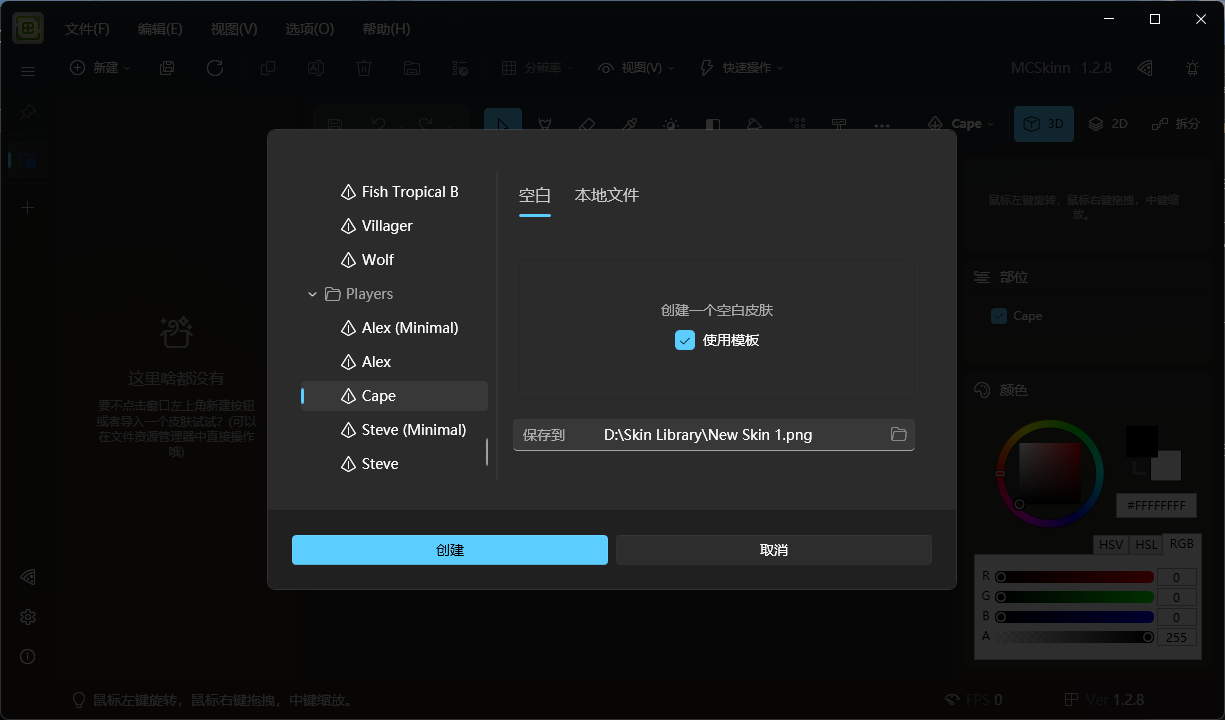 文件(F) 编辑(E) 视图(V) 选项(O) 帮助(H)
新建 分辨率 视图(V) 快速操作 MCSkinn 1.2.8
Cape 3D 2D 拆分
鼠标左键旋转，鼠标右键拖拽，中键缩
放。
部位
Cape
颜色
#FFFFFFFF
HSV HSL RGB
R 0
G 0
B 0
A 255
这里啥都没有
要不点击窗口左上角新建按钮
或者导入一个皮肤试试？(可以
在文件资源管理器中直接操作
哦)
Fish Tropical B
Villager
Wolf
Players
Alex (Minimal)
Alex
Cape
Steve (Minimal)
Steve
空白 本地文件
创建一个空白皮肤
使用模板
保存到 D:\Skin Library\New Skin 1.png
创建 取消
鼠标左键旋转，鼠标右键拖拽，中键缩放。
FPS 0 Ver 1.2.8